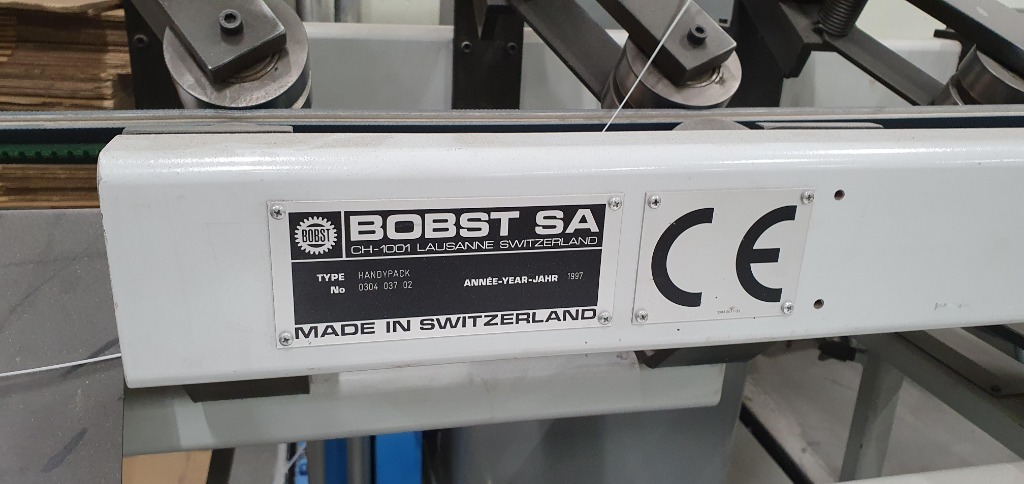 BOBST
BOBST SA
CH-1001 LAUSANNE SWITZERLAND
TYPE HANDYPACK
No 0304 037 02
ANNÉE-YEAR-JAHR 1997
MADE IN SWITZERLAND
CE